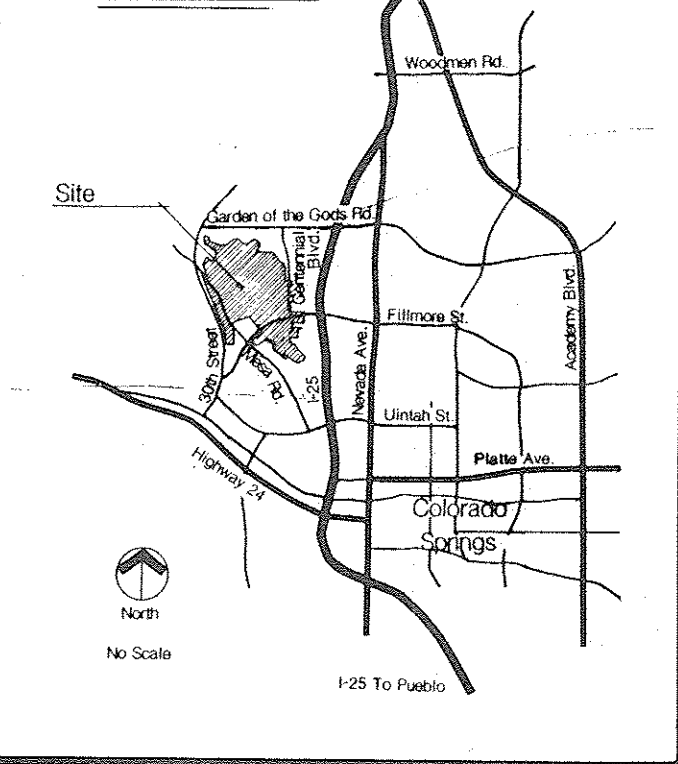 Woodmen Rd.
Site
Garden of the Gods Rd.
Centennial
Blvd.
Fillmore St.
Academy Blvd.
30th Street
Mesa Rd.
I-25
Nevada Ave.
Uintah St.
Platte Ave.
Highway 24
Colorado
Springs
North
No Scale
I-25 To Pueblo